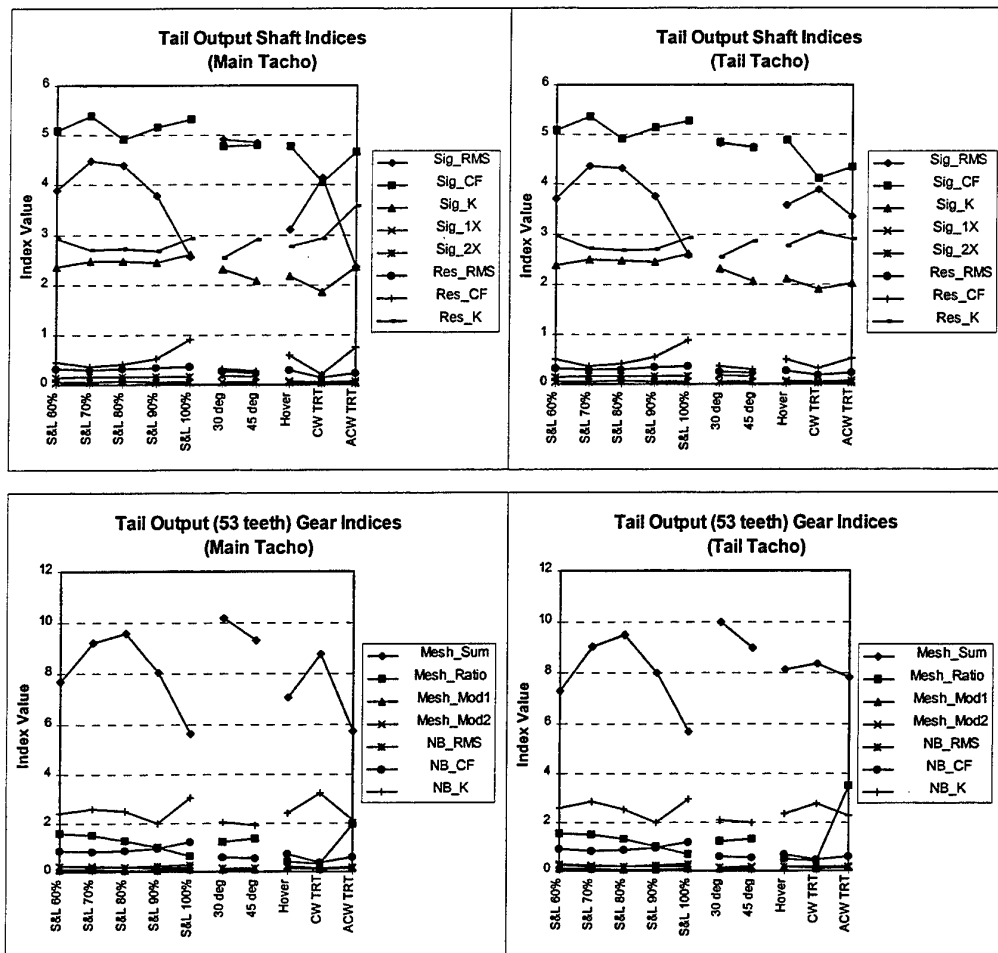 Tail Output Shaft Indices
(Main Tacho)
Index Value
6
5
4
3
2
1
0
S&L 60%
S&L 70%
S&L 80%
S&L 90%
S&L 100%
30 deg
45 deg
Hover
CW TRT
ACW TRT
Sig_RMS
Sig_CF
Sig_K
Sig_1X
Sig_2X
Res_RMS
Res_CF
Res_K
Tail Output Shaft Indices
(Tail Tacho)
Index Value
6
5
4
3
2
1
0
S&L 60%
S&L 70%
S&L 80%
S&L 90%
S&L 100%
30 deg
45 deg
Hover
CW TRT
ACW TRT
Sig_RMS
Sig_CF
Sig_K
Sig_1X
Sig_2X
Res_RMS
Res_CF
Res_K
Tail Output (53 teeth) Gear Indices
(Main Tacho)
Index Value
12
10
8
6
4
2
0
S&L 60%
S&L 70%
S&L 80%
S&L 90%
S&L 100%
30 deg
45 deg
Hover
CW TRT
ACW TRT
Mesh_Sum
Mesh_Ratio
Mesh_Mod1
Mesh_Mod2
NB_RMS
NB_CF
NB_K
Tail Output (53 teeth) Gear Indices
(Tail Tacho)
Index Value
12
10
8
6
4
2
0
S&L 60%
S&L 70%
S&L 80%
S&L 90%
S&L 100%
30 deg
45 deg
Hover
CW TRT
ACW TRT
Mesh_Sum
Mesh_Ratio
Mesh_Mod1
Mesh_Mod2
NB_RMS
NB_CF
NB_K